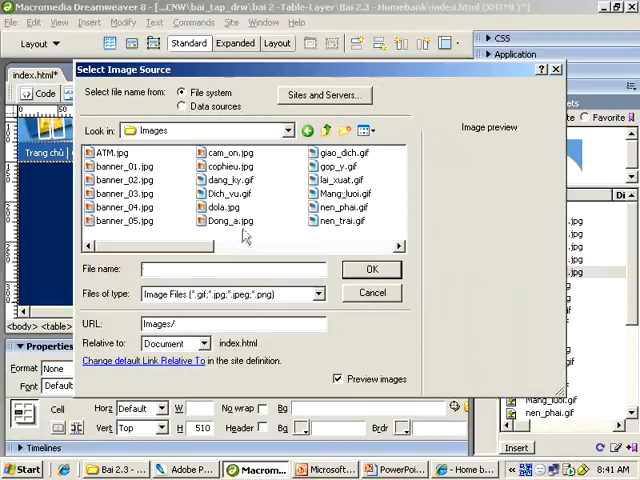 Macromedia Dreamweaver 8 - [E:\...CNW\bai_tap_drw\bai 2 -Table-Layer\Bai 2.3 - Homebank\index.html (XHTML)*]
File Edit View Insert Modify Text Commands Site Window Help
Layout Standard Expanded Layout
CSS
Application
index.html*
Code
Trang chủ
Select Image Source
Select file name from: File system
Data sources
Sites and Servers...
Look in: Images
Image preview
ATM.jpg cam_on.jpg giao_dich.gif
banner_01.jpg cophieu.jpg gop_y.gif
banner_02.jpg dang_ky.gif lai_xuat.gif
banner_03.jpg Dich_vu.gif Mang_luoi.gif
banner_04.jpg dola.jpg nen_phai.gif
banner_05.jpg Dong_a.jpg nen_trai.gif
File name: OK
Files of type: Image Files (*.gif;*.jpg;*.jpeg;*.png) Cancel
URL: Images/
Relative to: Document index.html
Change default Link Relative To in the site definition.
Preview images
Favorite
Mang_luoi.gif
nen_phai.gif
Insert
<body> <table>
Properties
Format None
Font Default
Cell Horz Default W No wrap Bg
Vert Top H 510 Header Bg Brdr
Timelines
Start Bai 2.3 - ... Adobe P... Macrom... Microsoft... PowerPoi... - Home b... 8:41 AM